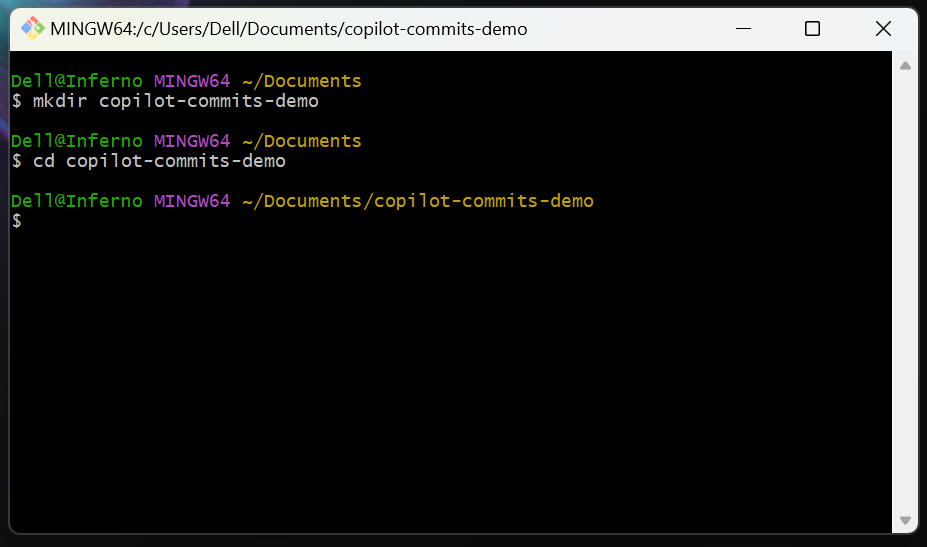 MINGW64:/c/Users/Dell/Documents/copilot-commits-demo
Dell@Inferno MINGW64 ~/Documents
$ mkdir copilot-commits-demo
Dell@Inferno MINGW64 ~/Documents
$ cd copilot-commits-demo
Dell@Inferno MINGW64 ~/Documents/copilot-commits-demo
$